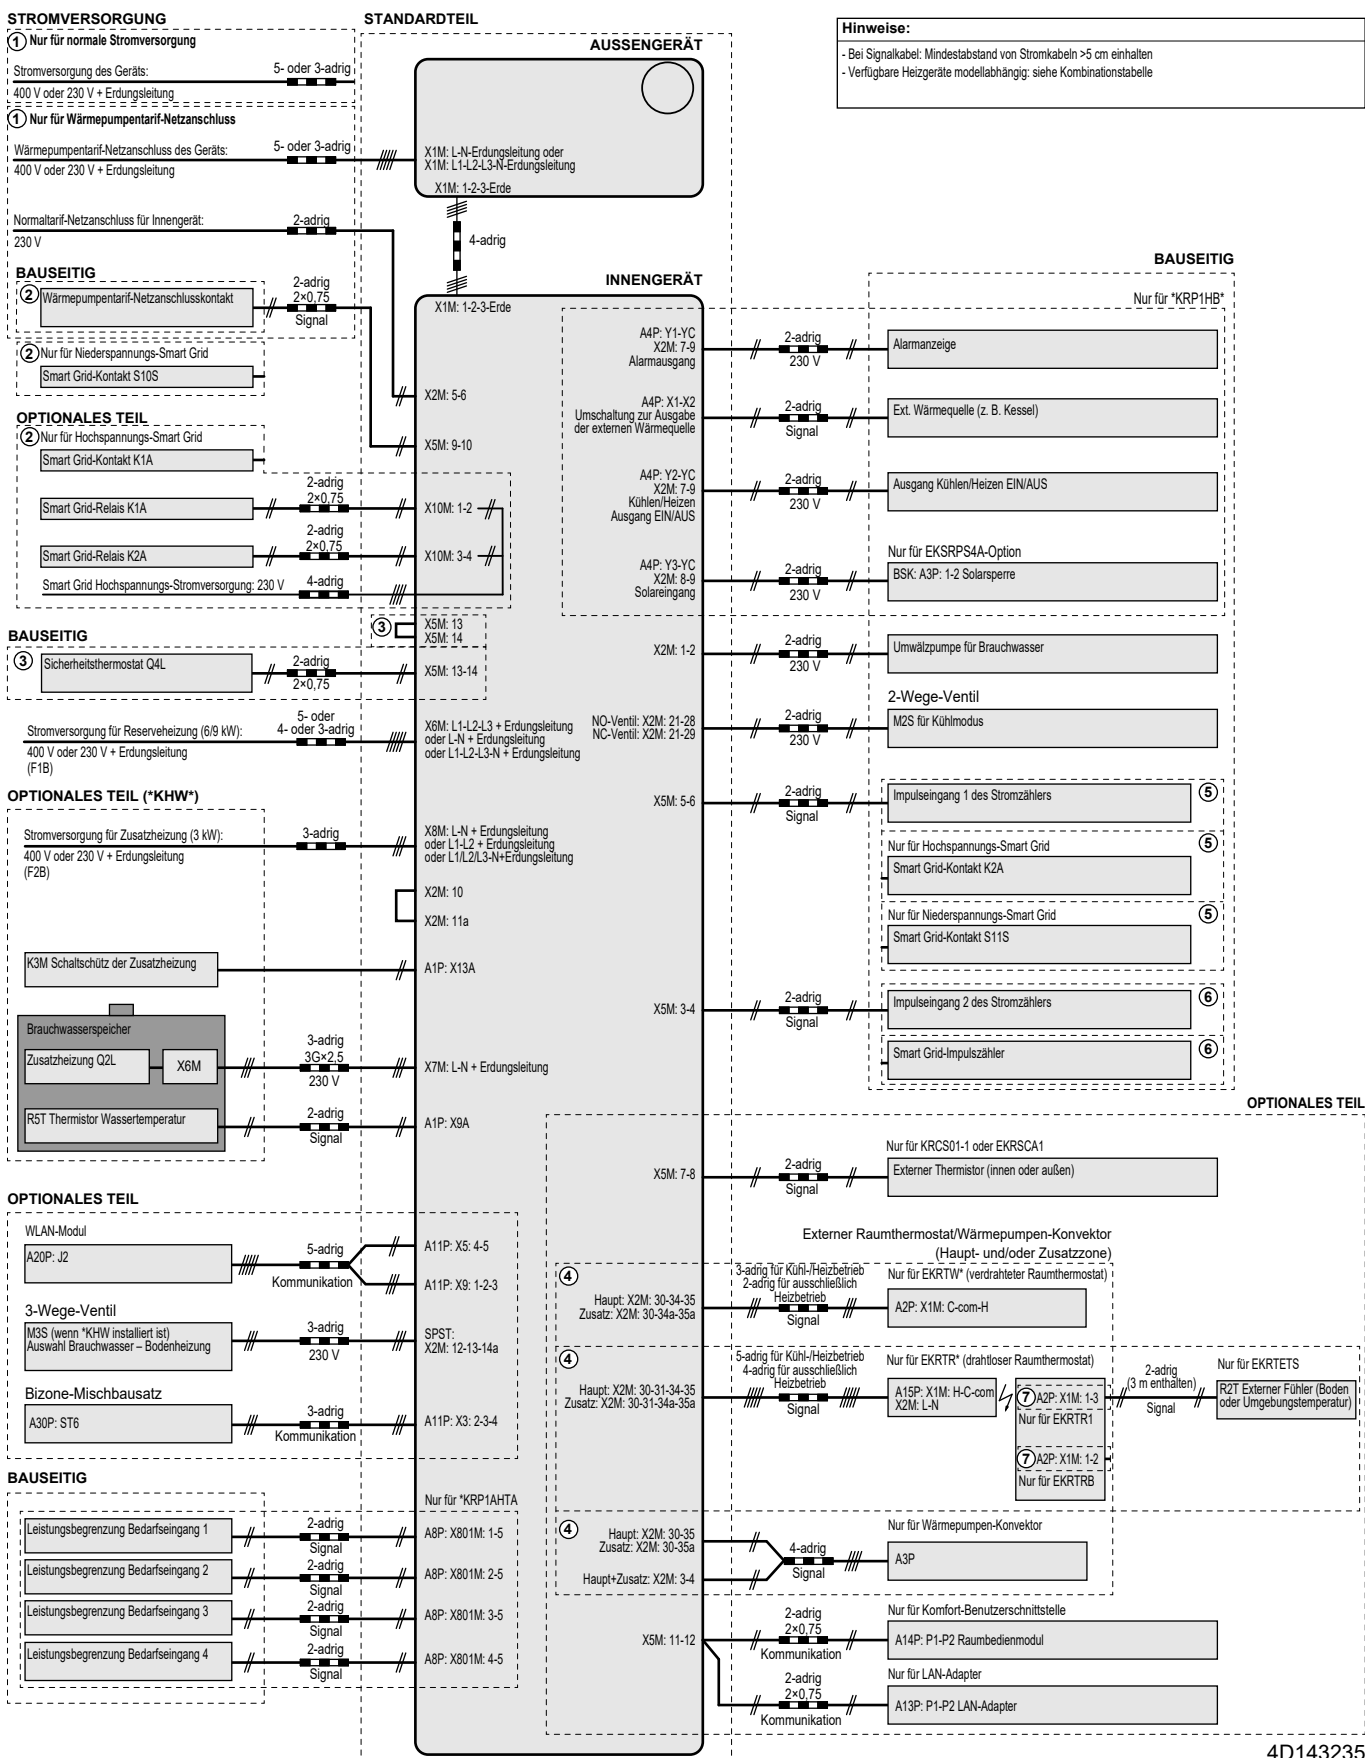 STROMVERSORGUNG
① Nur für normale Stromversorgung
Stromversorgung des Geräts:
5- oder 3-adrig
400 V oder 230 V + Erdungsleitung
① Nur für Wärmepumpentarif-Netzanschluss
Wärmepumpentarif-Netzanschluss des Geräts:
5- oder 3-adrig
400 V oder 230 V + Erdungsleitung
Normaltarif-Netzanschluss für Innengerät:
2-adrig
230 V
BAUSEITIG
② Wärmepumpentarif-Netzanschlusskontakt
2-adrig
2×0,75
Signal
② Nur für Niederspannungs-Smart Grid
Smart Grid-Kontakt S10S
OPTIONALES TEIL
② Nur für Hochspannungs-Smart Grid
Smart Grid-Kontakt K1A
Smart Grid-Relais K1A
2-adrig
2×0,75
Smart Grid-Relais K2A
2-adrig
2×0,75
Smart Grid Hochspannungs-Stromversorgung: 230 V
4-adrig
BAUSEITIG
③ Sicherheitsthermostat Q4L
2-adrig
2×0,75
Stromversorgung für Reserveheizung (6/9 kW):
5- oder
4- oder 3-adrig
400 V oder 230 V + Erdungsleitung
(F1B)
OPTIONALES TEIL (*KHW*)
Stromversorgung für Zusatzheizung (3 kW):
3-adrig
400 V oder 230 V + Erdungsleitung
(F2B)
K3M Schaltschütz der Zusatzheizung
Brauchwasserspeicher
Zusatzheizung Q2L
X6M
3-adrig
3G×2,5
230 V
R5T Thermistor Wassertemperatur
2-adrig
Signal
OPTIONALES TEIL
WLAN-Modul
A20P: J2
5-adrig
Kommunikation
3-Wege-Ventil
M3S (wenn *KHW installiert ist)
Auswahl Brauchwasser – Bodenheizung
3-adrig
230 V
Bizone-Mischbausatz
A30P: ST6
3-adrig
Kommunikation
BAUSEITIG
Leistungsbegrenzung Bedarfseingang 1
2-adrig
Signal
Leistungsbegrenzung Bedarfseingang 2
2-adrig
Signal
Leistungsbegrenzung Bedarfseingang 3
2-adrig
Signal
Leistungsbegrenzung Bedarfseingang 4
2-adrig
Signal
STANDARDTEIL
AUSSENGERÄT
X1M: L-N-Erdungsleitung oder
X1M: L1-L2-L3-N-Erdungsleitung
X1M: 1-2-3-Erde
4-adrig
INNENGERÄT
X1M: 1-2-3-Erde
X2M: 5-6
X5M: 9-10
X10M: 1-2
X10M: 3-4
③
X5M: 13
X5M: 14
X5M: 13-14
X6M: L1-L2-L3 + Erdungsleitung
oder L-N + Erdungsleitung
oder L1-L2-L3-N + Erdungsleitung
X8M: L-N + Erdungsleitung
oder L1-L2 + Erdungsleitung
oder L1/L2/L3-N+Erdungsleitung
X2M: 10
X2M: 11a
A1P: X13A
X7M: L-N + Erdungsleitung
A1P: X9A
A11P: X5: 4-5
A11P: X9: 1-2-3
SPST:
X2M: 12-13-14a
A11P: X3: 2-3-4
Nur für *KRP1AHTA
A8P: X801M: 1-5
A8P: X801M: 2-5
A8P: X801M: 3-5
A8P: X801M: 4-5
Hinweise:
- Bei Signalkabel: Mindestabstand von Stromkabeln >5 cm einhalten
- Verfügbare Heizgeräte modellabhängig: siehe Kombinationstabelle
BAUSEITIG
Nur für *KRP1HB*
A4P: Y1-YC
X2M: 7-9
Alarmausgang
2-adrig
230 V
Alarmanzeige
A4P: X1-X2
Umschaltung zur Ausgabe
der externen Wärmequelle
2-adrig
Signal
Ext. Wärmequelle (z. B. Kessel)
A4P: Y2-YC
X2M: 7-9
Kühlen/Heizen
Ausgang EIN/AUS
2-adrig
230 V
Ausgang Kühlen/Heizen EIN/AUS
Nur für EKSRPS4A-Option
A4P: Y3-YC
X2M: 8-9
Solareingang
2-adrig
230 V
BSK: A3P: 1-2 Solarsperre
X2M: 1-2
2-adrig
230 V
Umwälzpumpe für Brauchwasser
2-Wege-Ventil
NO-Ventil: X2M: 21-28
NC-Ventil: X2M: 21-29
2-adrig
230 V
M2S für Kühlmodus
X5M: 5-6
2-adrig
Signal
Impulseingang 1 des Stromzählers
⑤
Nur für Hochspannungs-Smart Grid
⑤
Smart Grid-Kontakt K2A
Nur für Niederspannungs-Smart Grid
⑤
Smart Grid-Kontakt S11S
X5M: 3-4
2-adrig
Signal
Impulseingang 2 des Stromzählers
⑥
Smart Grid-Impulszähler
⑥
OPTIONALES TEIL
Nur für KRCS01-1 oder EKRSCA1
X5M: 7-8
2-adrig
Signal
Externer Thermistor (innen oder außen)
Externer Raumthermostat/Wärmepumpen-Konvektor
(Haupt- und/oder Zusatzzone)
④
Haupt: X2M: 30-34-35
Zusatz: X2M: 30-34a-35a
3-adrig für Kühl-/Heizbetrieb
2-adrig für ausschließlich
Heizbetrieb
Signal
Nur für EKRTW* (verdrahteter Raumthermostat)
A2P: X1M: C-com-H
④
Haupt: X2M: 30-31-34-35
Zusatz: X2M: 30-31-34a-35a
5-adrig für Kühl-/Heizbetrieb
4-adrig für ausschließlich
Heizbetrieb
Signal
Nur für EKRTR* (drahtloser Raumthermostat)
A15P: X1M: H-C-com
X2M: L-N
⑦ A2P: X1M: 1-3
Nur für EKRTR1
⑦ A2P: X1M: 1-2
Nur für EKRTRB
2-adrig
(3 m enthalten)
Signal
Nur für EKRTETS
R2T Externer Fühler (Boden
oder Umgebungstemperatur)
④
Haupt: X2M: 30-35
Zusatz: X2M: 30-35a
Haupt+Zusatz: X2M: 3-4
4-adrig
Signal
Nur für Wärmepumpen-Konvektor
A3P
X5M: 11-12
2-adrig
2×0,75
Kommunikation
Nur für Komfort-Benutzerschnittstelle
A14P: P1-P2 Raumbedienmodul
2-adrig
2×0,75
Kommunikation
Nur für LAN-Adapter
A13P: P1-P2 LAN-Adapter
4D143235